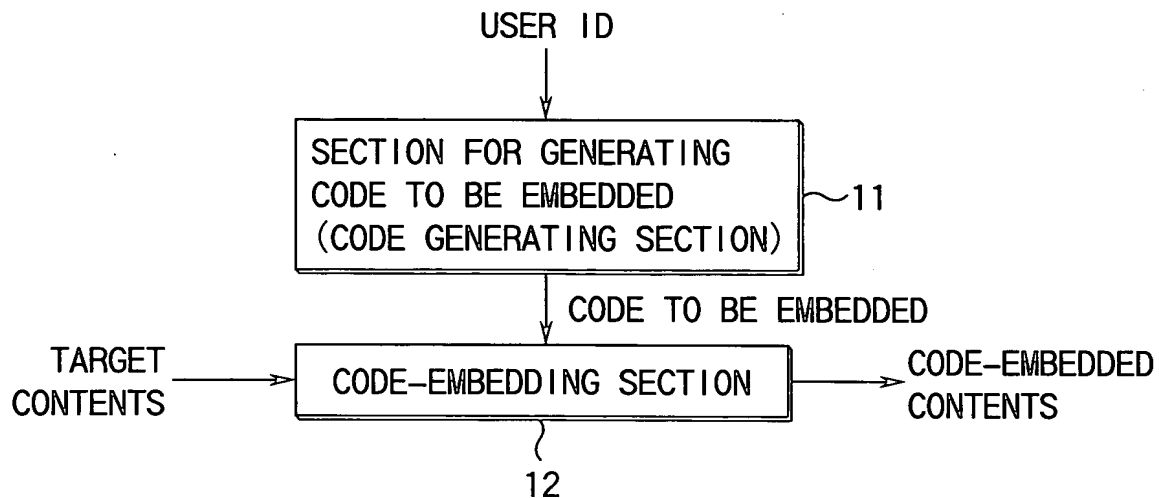 USER ID
SECTION FOR GENERATING
CODE TO BE EMBEDDED
(CODE GENERATING SECTION)
11
CODE TO BE EMBEDDED
TARGET
CONTENTS
CODE-EMBEDDING SECTION
CODE-EMBEDDED
CONTENTS
12